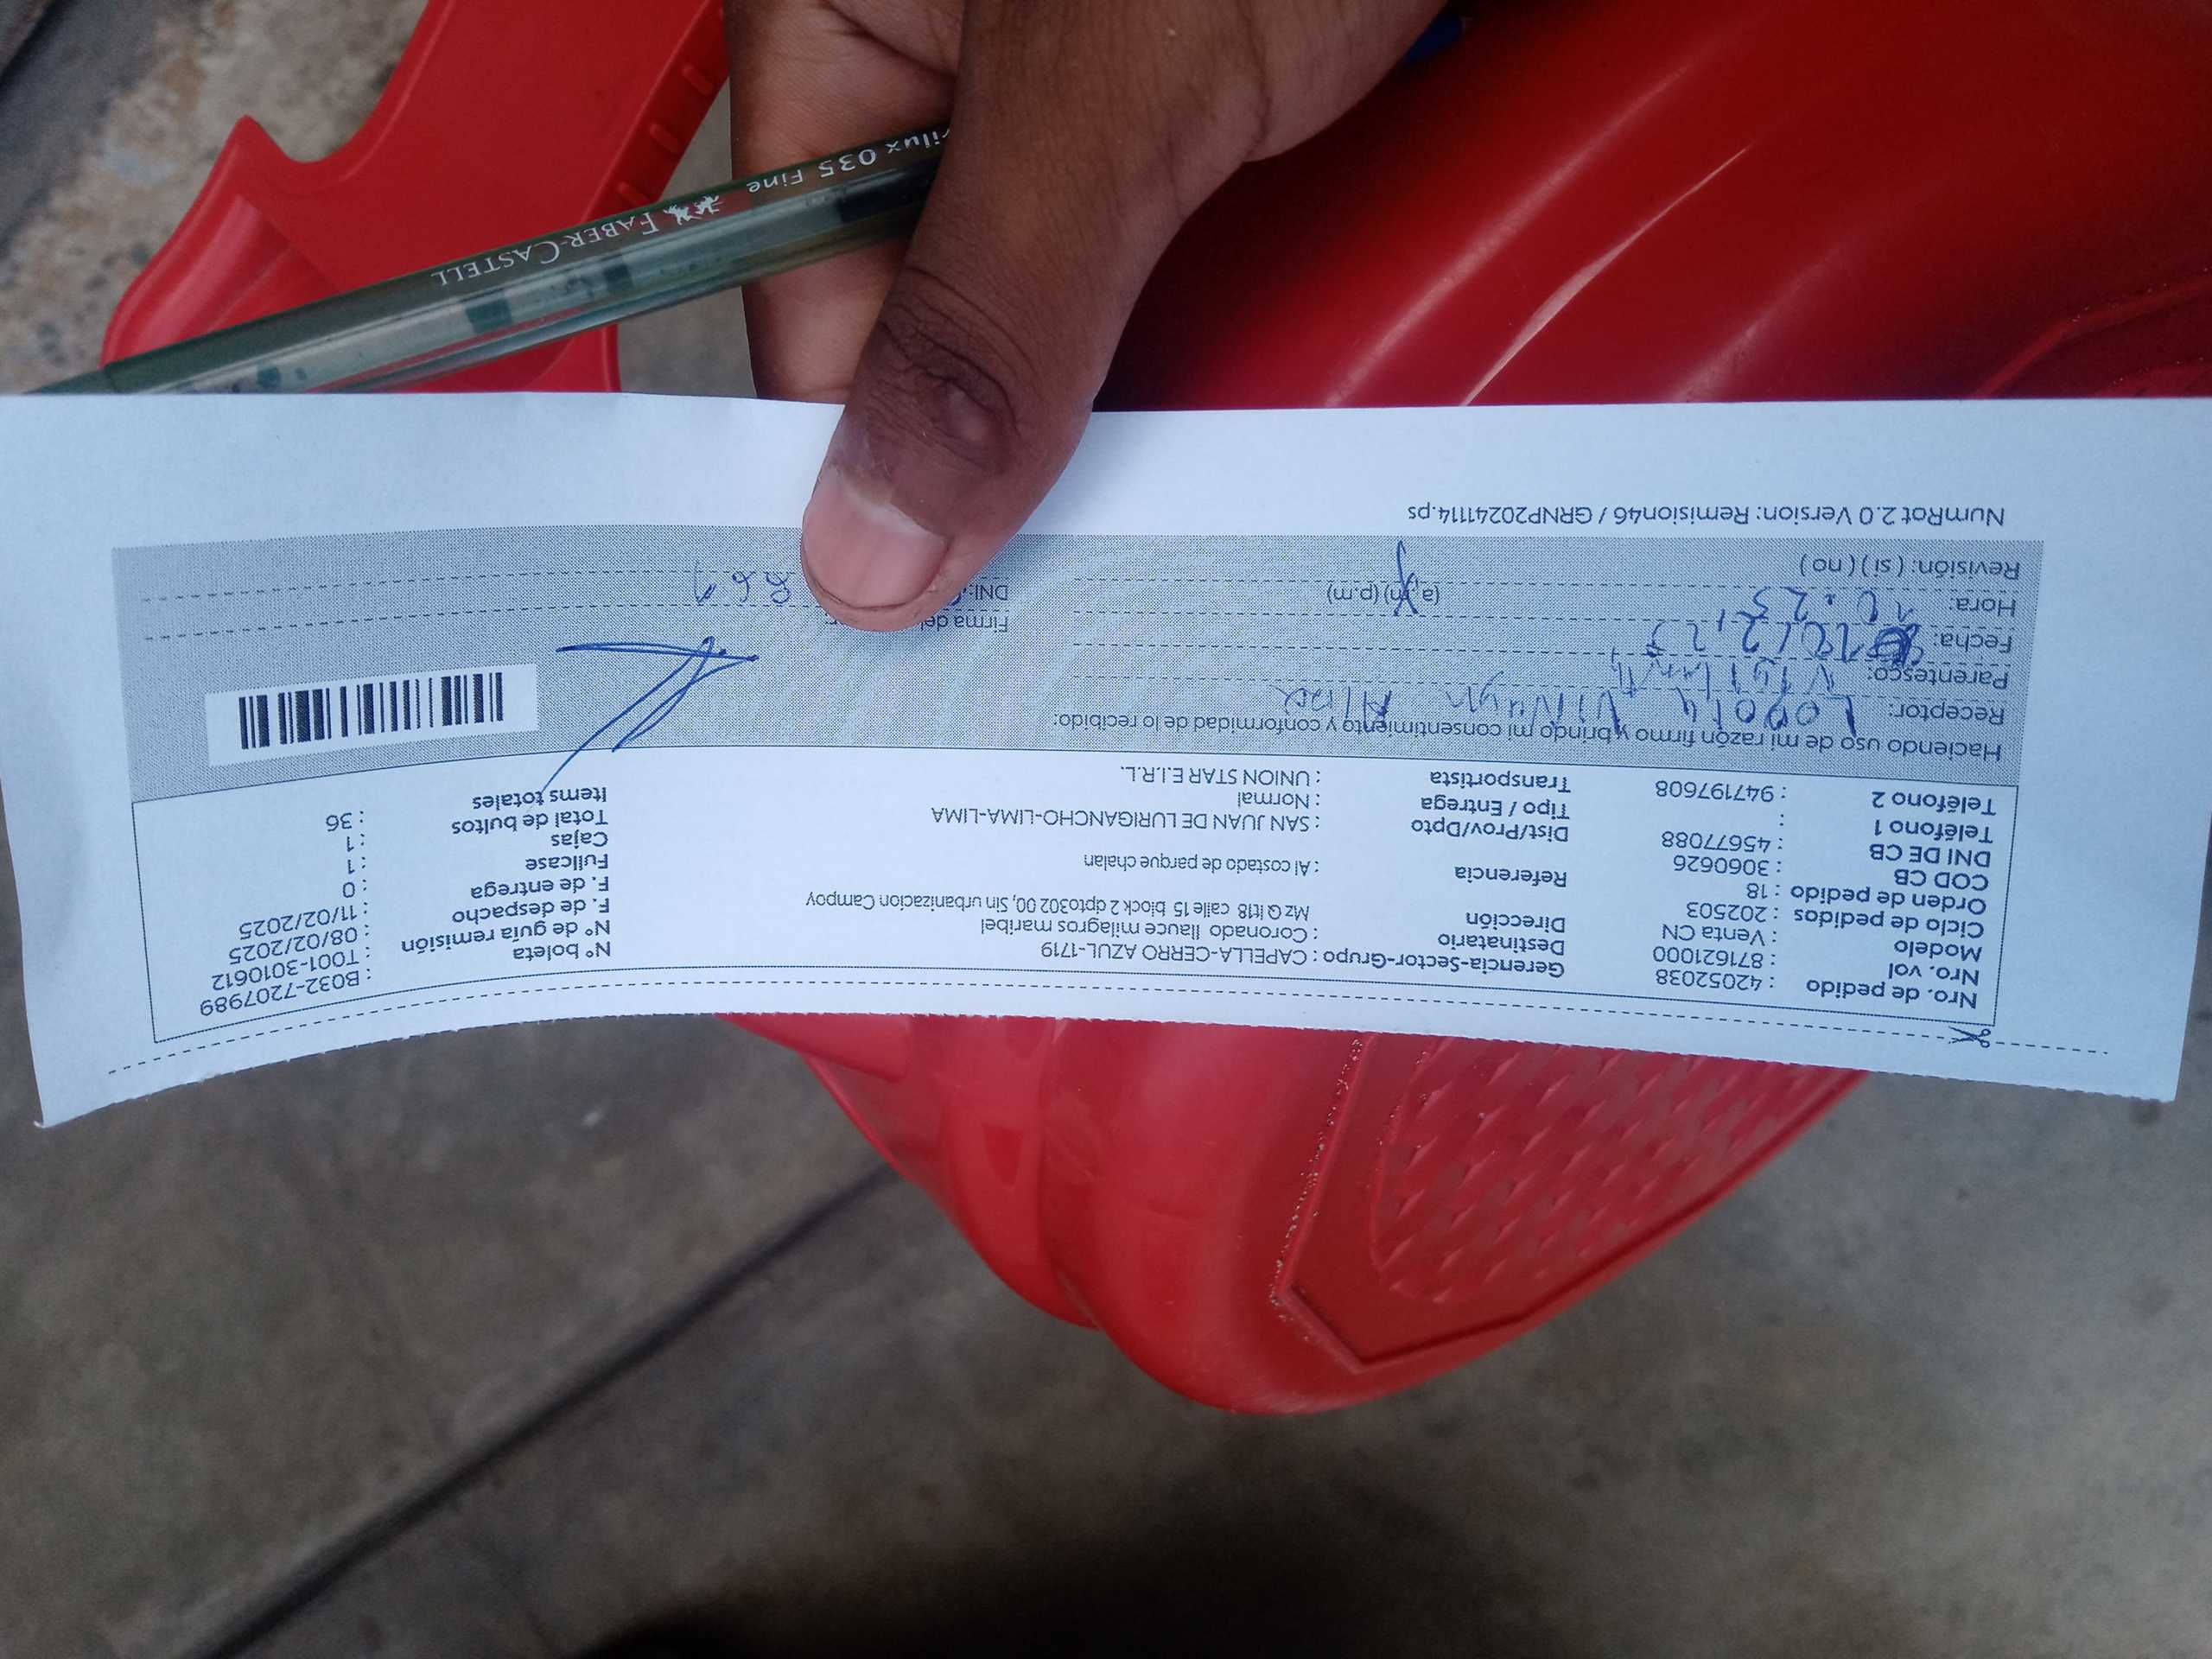 Nro. de pedido : 42052038
Nro. vol : 871621000
Modelo : Venta CN
Ciclo de pedidos : 202503
Orden de pedido : 18
COD CB : 3060626
DNI DE CB : 45677088
Teléfono 1 :
Teléfono 2 : 947197608
Gerencia-Sector-Grupo : CAPELLA-CERRO AZUL-1719
Destinatario : Coronado llauce milagros maribel
Dirección Mz Q lt18 calle 15 block 2 dpto302 00, Sin urbanizacion Campoy
Referencia : Al costado de parque chalan
Dist/Prov/Dpto : SAN JUAN DE LURIGANCHO-LIMA-LIMA
Tipo / Entrega : Normal
Transportista : UNION STAR E.I.R.L.
N° boleta : B032-7207989
N° de guía remisión : T001-3010612
F. de despacho : 08/02/2025
F. de entrega : 11/02/2025
Fullcase : 0
Cajas : 1
Total de bultos : 1
Items totales : 36
Haciendo uso de mi razón firmo y brindo mi consentimiento y conformidad de lo recibido:
Receptor:
Parentesco: Vigilante
Fecha:
Hora: 10:25 (a.m) (p.m)
Revisión: ( si ) ( no )
Firma del
DNI:
NumRot 2.0 Version: Remision46 / GRNP20241114.ps
FABER-CASTELL
035 Fine